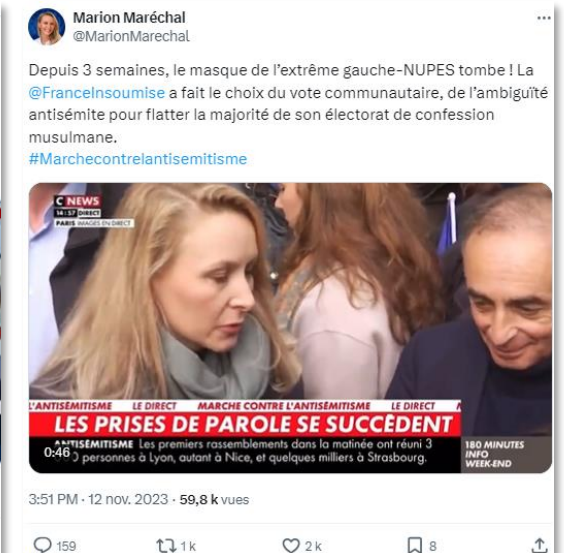 Marion Maréchal
@MarionMarechal
Depuis 3 semaines, le masque de l'extrême gauche-NUPES tombe ! La
@FranceInsoumise a fait le choix du vote communautaire, de l'ambiguïté
antisémite pour flatter la majorité de son électorat de confession
musulmane.
#Marchecontrelantisemitisme
C NEWS
14:57 DIRECT
PARIS IMAGES EN DIRECT
L'ANTISÉMITISME LE DIRECT MARCHE CONTRE L'ANTISÉMITISME LE DIRECT
LES PRISES DE PAROLE SE SUCCÈDENT
ANTISÉMITISME Les premiers rassemblements dans la matinée ont réuni 3
0 personnes à Lyon, autant à Nice, et quelques milliers à Strasbourg.
0:46
180 MINUTES
INFO
WEEK-END
3:51 PM · 12 nov. 2023 · 59,8 k vues
159 1 k 2 k 8